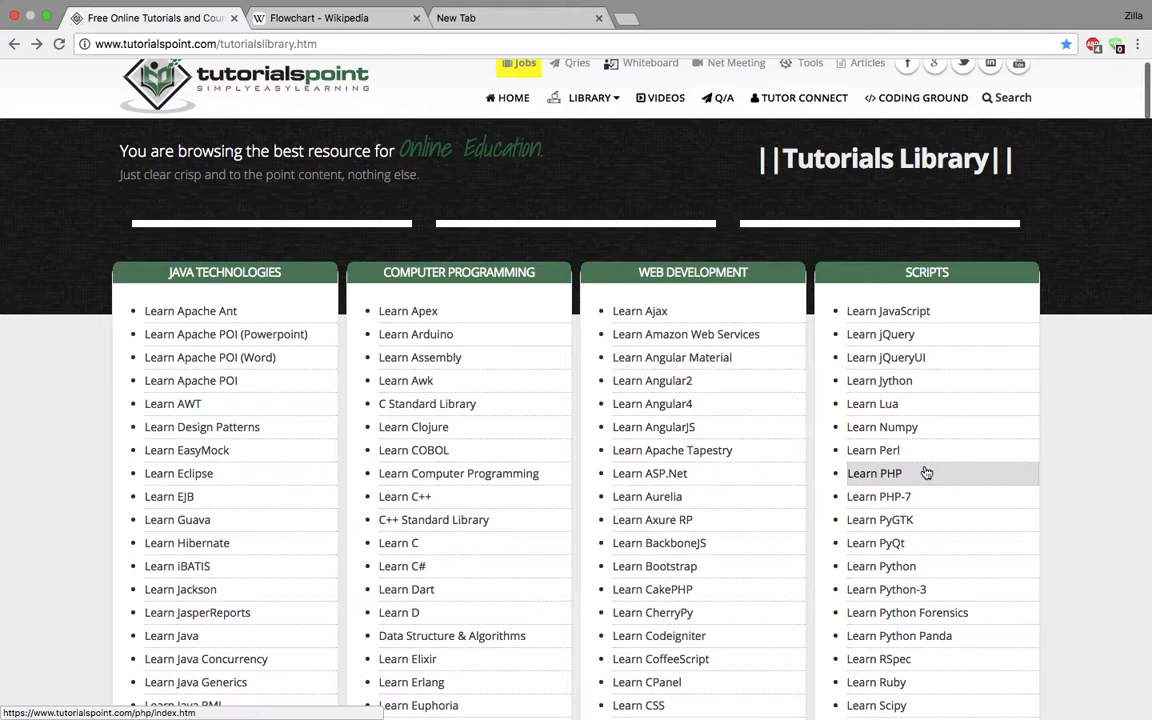 Free Online Tutorials and Cou
Flowchart - Wikipedia
New Tab
Zilla
www.tutorialspoint.com/tutorialslibrary.htm
4
0
tutorialspoint
SIMPLYEASYLEARNING
Jobs Qries Whiteboard Net Meeting Tools Articles
HOME LIBRARY VIDEOS Q/A TUTOR CONNECT </> CODING GROUND Search
You are browsing the best resource for Online Education.
Just clear crisp and to the point content, nothing else.
||Tutorials Library||
JAVA TECHNOLOGIES
Learn Apache Ant
Learn Apache POI (Powerpoint)
Learn Apache POI (Word)
Learn Apache POI
Learn AWT
Learn Design Patterns
Learn EasyMock
Learn Eclipse
Learn EJB
Learn Guava
Learn Hibernate
Learn iBATIS
Learn Jackson
Learn JasperReports
Learn Java
Learn Java Concurrency
Learn Java Generics
COMPUTER PROGRAMMING
Learn Apex
Learn Arduino
Learn Assembly
Learn Awk
C Standard Library
Learn Clojure
Learn COBOL
Learn Computer Programming
Learn C++
C++ Standard Library
Learn C
Learn C#
Learn Dart
Learn D
Data Structure & Algorithms
Learn Elixir
Learn Erlang
Learn Euphoria
WEB DEVELOPMENT
Learn Ajax
Learn Amazon Web Services
Learn Angular Material
Learn Angular2
Learn Angular4
Learn AngularJS
Learn Apache Tapestry
Learn ASP.Net
Learn Aurelia
Learn Axure RP
Learn BackboneJS
Learn Bootstrap
Learn CakePHP
Learn CherryPy
Learn Codeigniter
Learn CoffeeScript
Learn CPanel
Learn CSS
SCRIPTS
Learn JavaScript
Learn jQuery
Learn jQueryUI
Learn Jython
Learn Lua
Learn Numpy
Learn Perl
Learn PHP
Learn PHP-7
Learn PyGTK
Learn PyQt
Learn Python
Learn Python-3
Learn Python Forensics
Learn Python Panda
Learn RSpec
Learn Ruby
Learn Scipy
https://www.tutorialspoint.com/php/index.htm